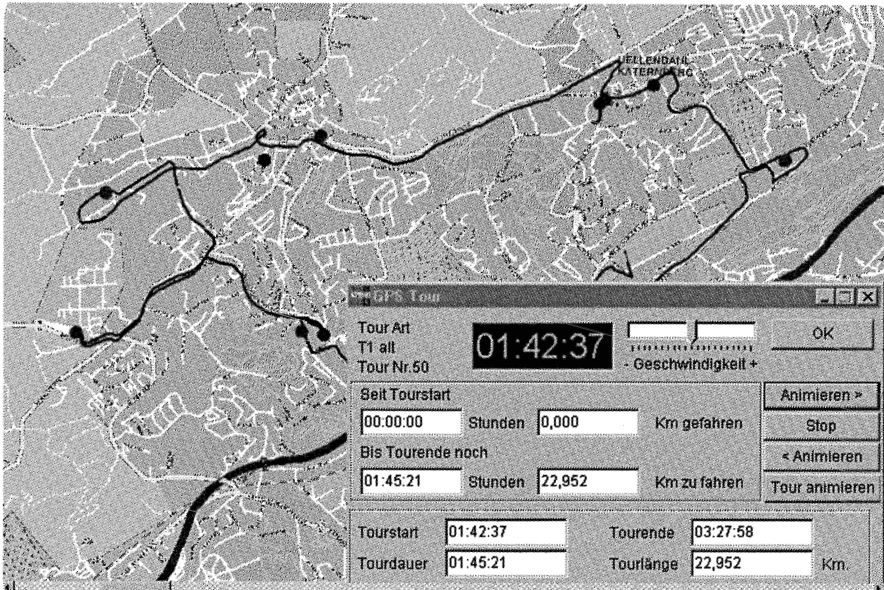 UELLENDAHL
KATERNBERG
GPS Tour
Tour Art
T1 alt
Tour Nr.50
01:42:37
- Geschwindigkeit +
OK
Seit Tourstart
00:00:00 Stunden 0,000 Km gefahren
Bis Tourende noch
01:45:21 Stunden 22,952 Km zu fahren
Animieren »
Stop
« Animieren
Tour animieren
Tourstart 01:42:37 Tourende 03:27:58
Tourdauer 01:45:21 Tourlänge 22,952 Km.